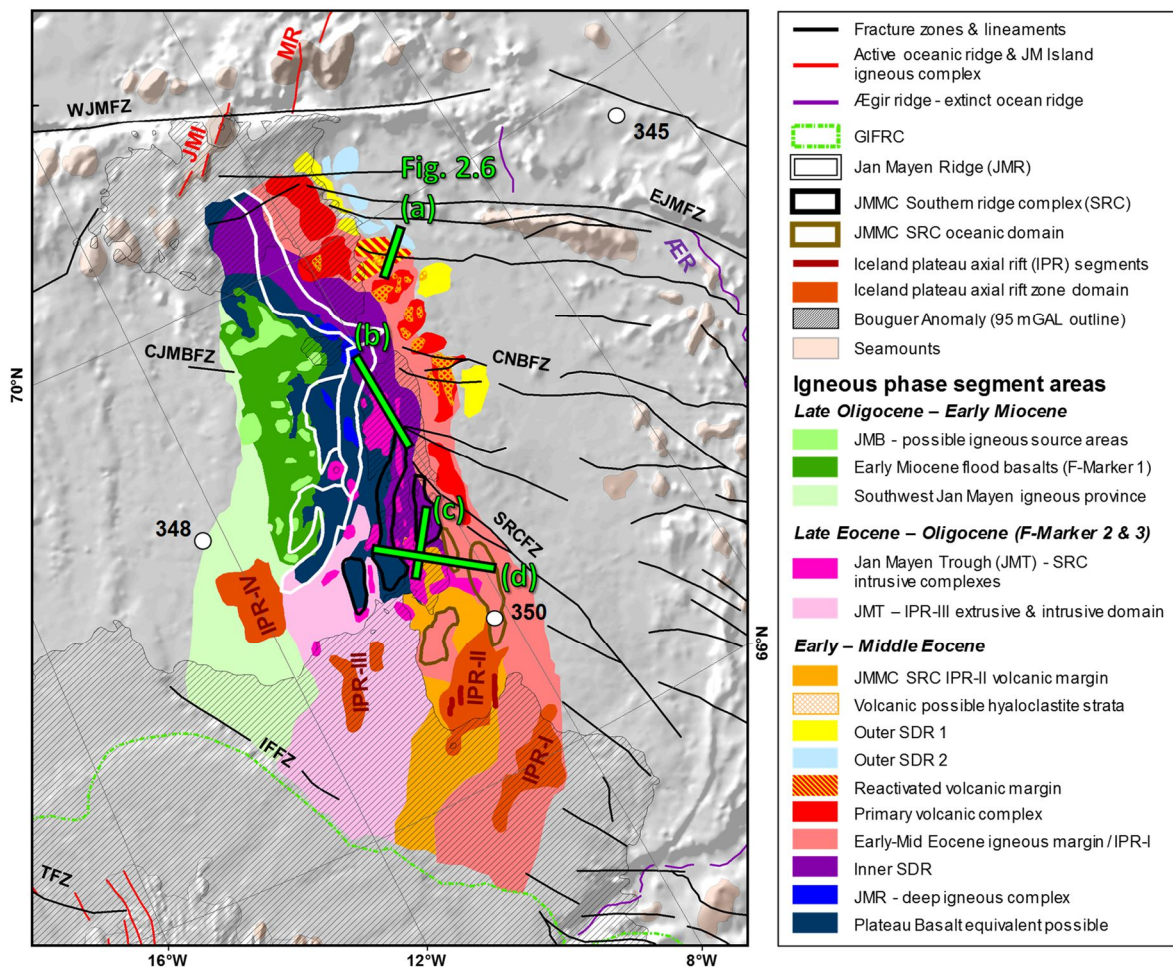 MR
WJMFZ
JMI
345
Fig. 2.6
(a)
EJMFZ
ÆR
(b)
CJMBFZ
CNBFZ
70°N
(c)
SRCFZ
348
(d)
350
IPR-IV
66°N
IPR-III
IPR-II
IPR-I
IFFZ
TFZ
16°W
12°W
8°W
Fracture zones & lineaments
Active oceanic ridge & JM Island
igneous complex
Ægir ridge - extinct ocean ridge
GIFRC
Jan Mayen Ridge (JMR)
JMMC Southern ridge complex (SRC)
JMMC SRC oceanic domain
Iceland plateau axial rift (IPR) segments
Iceland plateau axial rift zone domain
Bouguer Anomaly (95 mGAL outline)
Seamounts
Igneous phase segment areas
Late Oligocene – Early Miocene
JMB - possible igneous source areas
Early Miocene flood basalts (F-Marker 1)
Southwest Jan Mayen igneous province
Late Eocene – Oligocene (F-Marker 2 & 3)
Jan Mayen Trough (JMT) - SRC
intrusive complexes
JMT – IPR-III extrusive & intrusive domain
Early – Middle Eocene
JMMC SRC IPR-II volcanic margin
Volcanic possible hyaloclastite strata
Outer SDR 1
Outer SDR 2
Reactivated volcanic margin
Primary volcanic complex
Early-Mid Eocene igneous margin / IPR-I
Inner SDR
JMR - deep igneous complex
Plateau Basalt equivalent possible